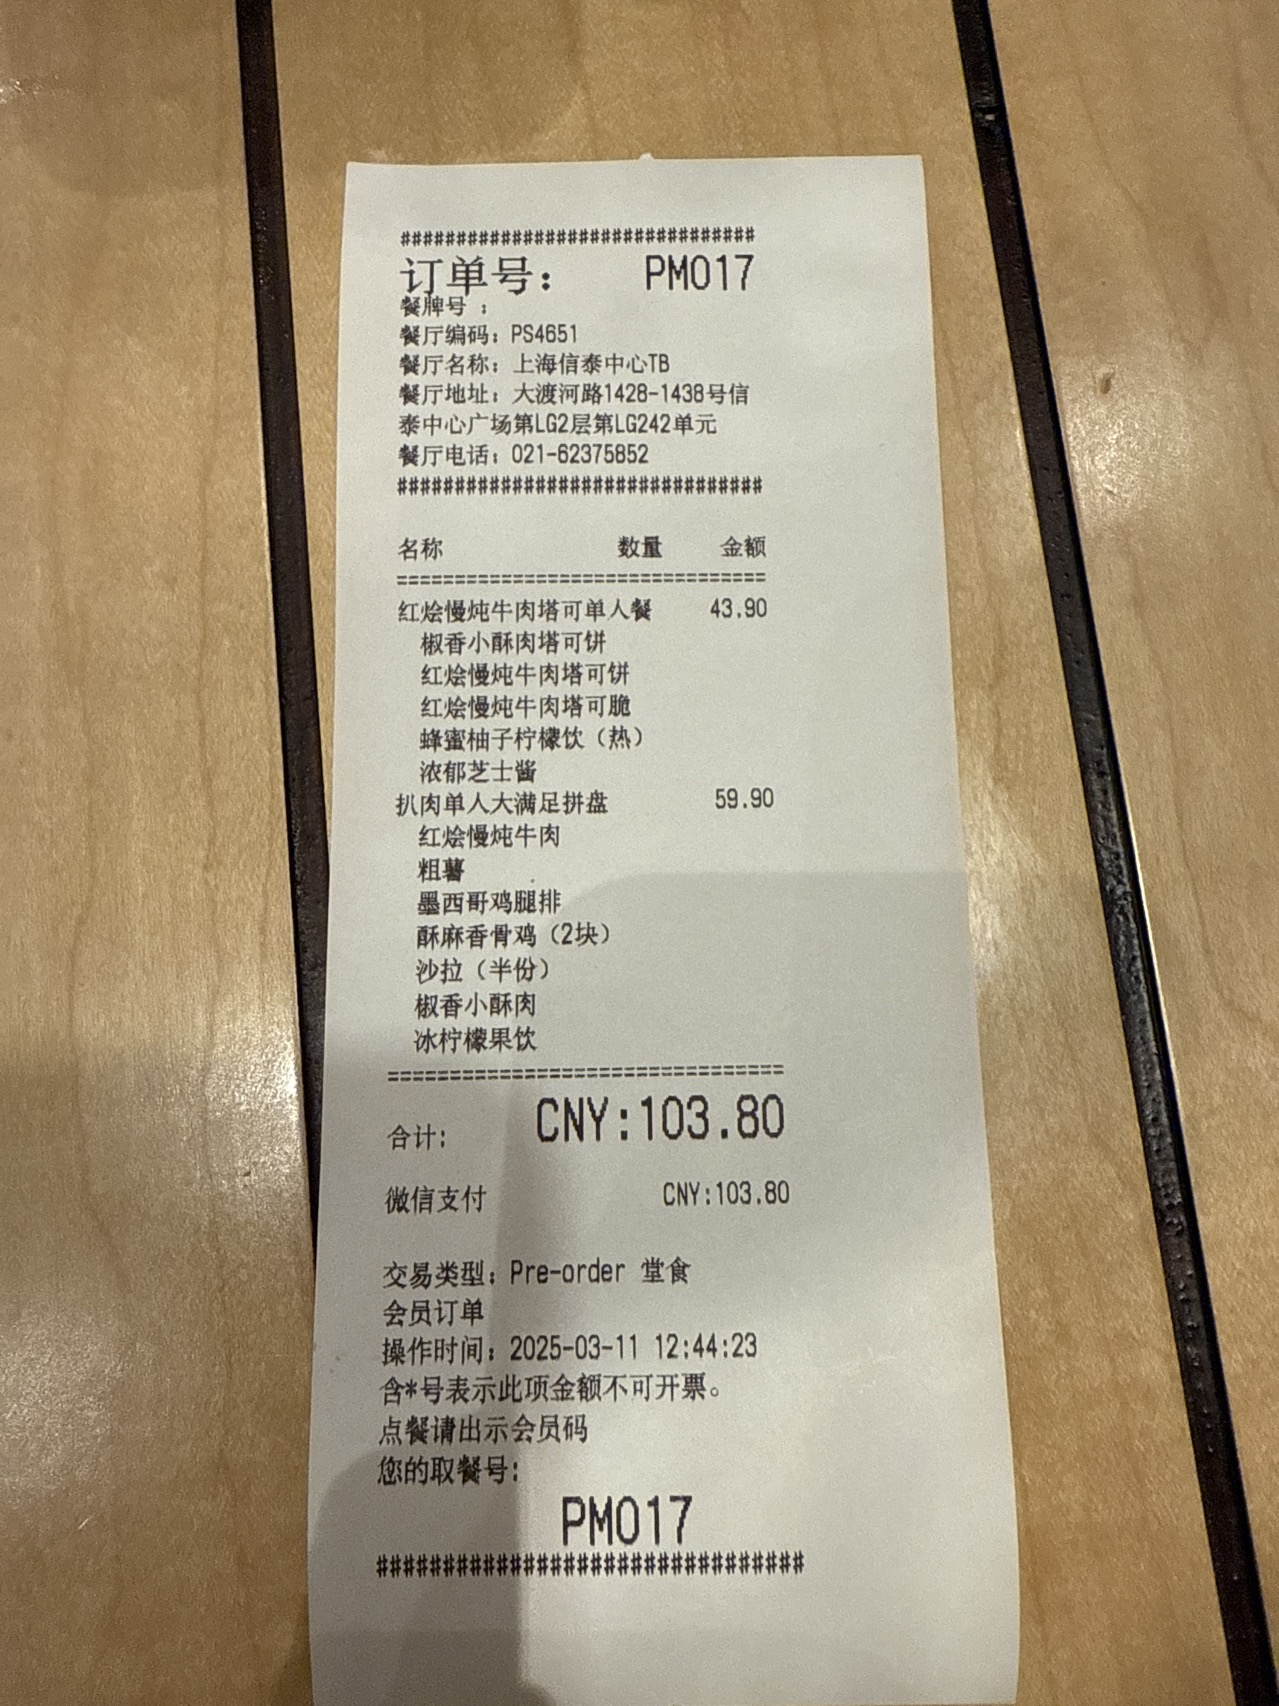 ################################
订单号： PM017
餐牌号 ：
餐厅编码：PS4651
餐厅名称：上海信泰中心TB
餐厅地址：大渡河路1428-1438号信
泰中心广场第LG2层第LG242单元
餐厅电话：021-62375852
################################
名称 数量 金额
================================
红烩慢炖牛肉塔可单人餐 43.90
椒香小酥肉塔可饼
红烩慢炖牛肉塔可饼
红烩慢炖牛肉塔可脆
蜂蜜柚子柠檬饮（热）
浓郁芝士酱
扒肉单人大满足拼盘 59.90
红烩慢炖牛肉
粗薯
墨西哥鸡腿排
酥麻香骨鸡（2块）
沙拉（半份）
椒香小酥肉
冰柠檬果饮
================================
合计: CNY:103.80
微信支付 CNY:103.80
交易类型：Pre-order 堂食
会员订单
操作时间：2025-03-11 12:44:23
含*号表示此项金额不可开票。
点餐请出示会员码
您的取餐号:
PM017
################################